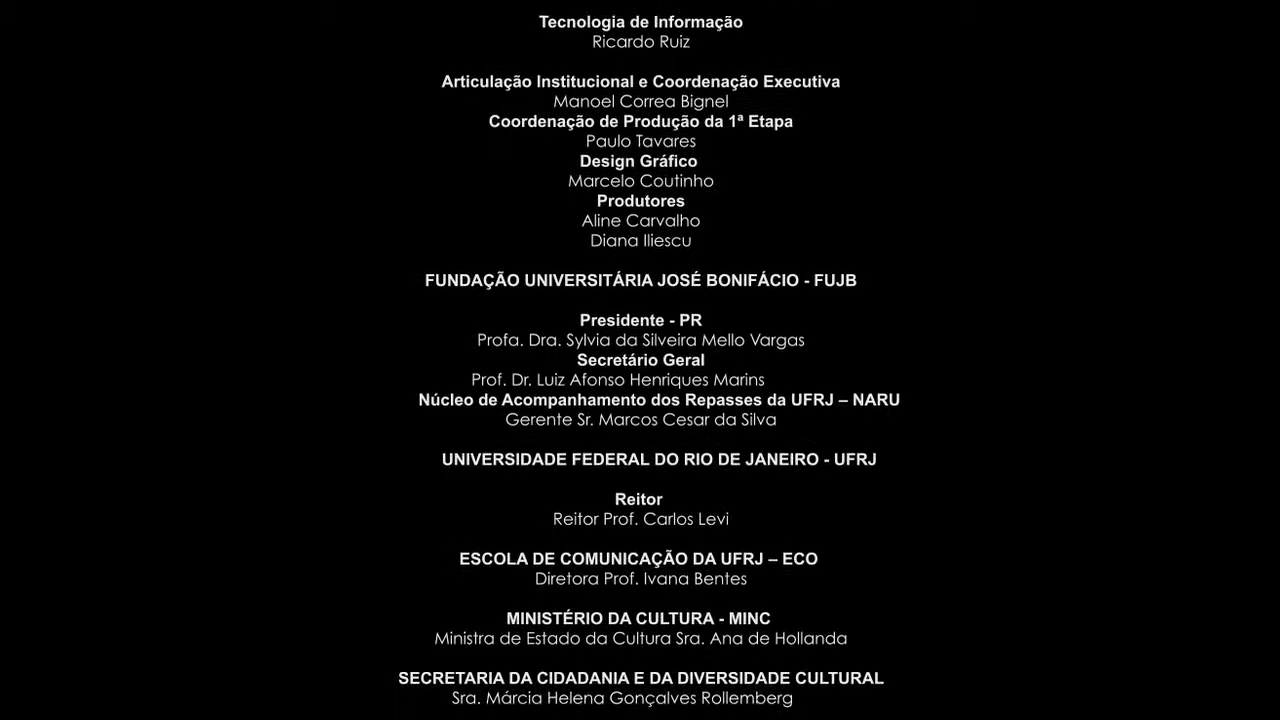 Tecnologia de Informação
Ricardo Ruiz
Articulação Institucional e Coordenação Executiva
Manoel Correa Bignel
Coordenação de Produção da 1ª Etapa
Paulo Tavares
Design Gráfico
Marcelo Coutinho
Produtores
Aline Carvalho
Diana Iliescu
FUNDAÇÃO UNIVERSITÁRIA JOSÉ BONIFÁCIO - FUJB
Presidente - PR
Profa. Dra. Sylvia da Silveira Mello Vargas
Secretário Geral
Prof. Dr. Luiz Afonso Henriques Marins
Núcleo de Acompanhamento dos Repasses da UFRJ – NARU
Gerente Sr. Marcos Cesar da Silva
UNIVERSIDADE FEDERAL DO RIO DE JANEIRO - UFRJ
Reitor
Reitor Prof. Carlos Levi
ESCOLA DE COMUNICAÇÃO DA UFRJ – ECO
Diretora Prof. Ivana Bentes
MINISTÉRIO DA CULTURA - MINC
Ministra de Estado da Cultura Sra. Ana de Hollanda
SECRETARIA DA CIDADANIA E DA DIVERSIDADE CULTURAL
Sra. Márcia Helena Gonçalves Rollemberg